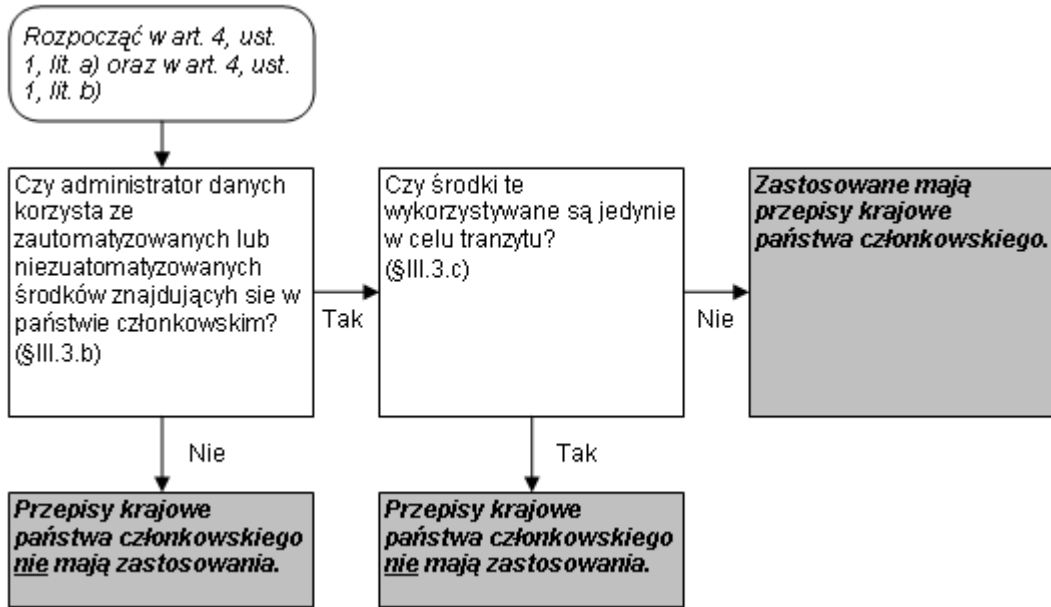 Rozpocząć w art. 4, ust.
1, lit. a) oraz w art. 4, ust.
1, lit. b)
Czy administrator danych
korzysta ze
zautomatyzowanych lub
niezuatomatyzowanych
środków znajdującyh sie w
państwie członkowskim?
(§III.3.b)
Tak
Czy środki te
wykorzystywane są jedynie
w celu tranzytu?
(§III.3.c)
Nie
Zastosowane mają
przepisy krajowe
państwa członkowskiego.
Nie
Tak
Przepisy krajowe
państwa członkowskiego
nie mają zastosowania.
Przepisy krajowe
państwa członkowskiego
nie mają zastosowania.